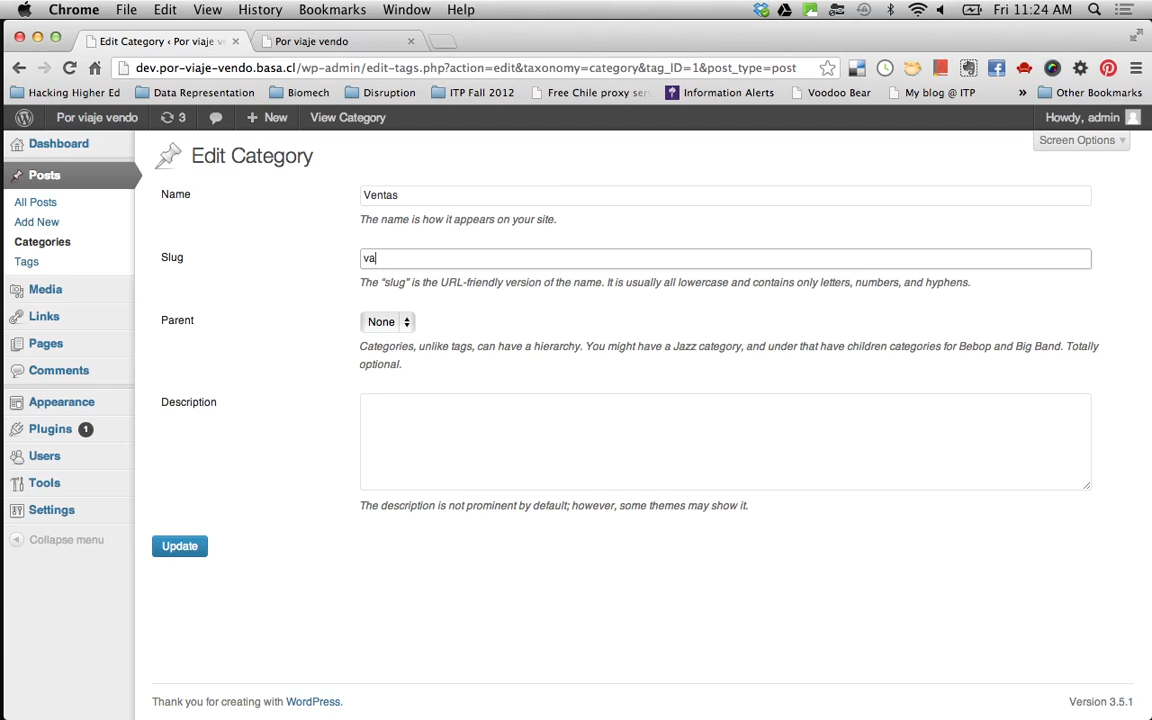 Chrome File Edit View History Bookmarks Window Help Fri 11:24 AM
Edit Category ‹ Por viaje ve Por viaje vendo
dev.por-viaje-vendo.basa.cl/wp-admin/edit-tags.php?action=edit&taxonomy=category&tag_ID=1&post_type=post
Hacking Higher Ed Data Representation Biomech Disruption ITP Fall 2012 Free Chile proxy serv Information Alerts Voodoo Bear My blog @ ITP » Other Bookmarks
Por viaje vendo 3 + New View Category Howdy, admin
Screen Options
Dashboard
Posts
All Posts
Add New
Categories
Tags
Media
Links
Pages
Comments
Appearance
Plugins 1
Users
Tools
Settings
Collapse menu
Edit Category
Name Ventas
The name is how it appears on your site.
Slug va
The “slug” is the URL-friendly version of the name. It is usually all lowercase and contains only letters, numbers, and hyphens.
Parent None
Categories, unlike tags, can have a hierarchy. You might have a Jazz category, and under that have children categories for Bebop and Big Band. Totally
optional.
Description
The description is not prominent by default; however, some themes may show it.
Update
Thank you for creating with WordPress. Version 3.5.1